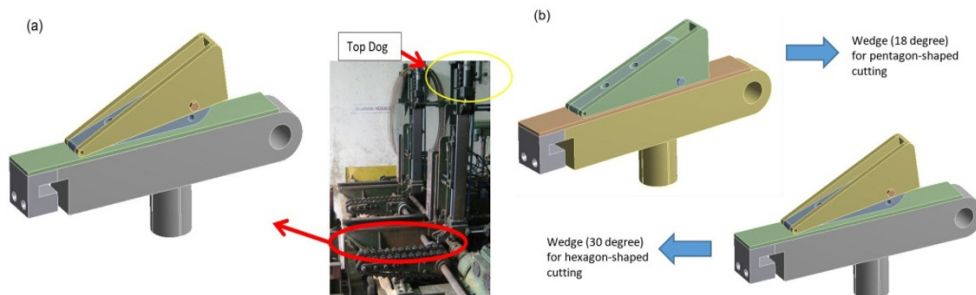 (a)
Top Dog
(b)
Wedge (18 degree)
for pentagon-shaped
cutting
Wedge (30 degree)
for hexagon-shaped
cutting